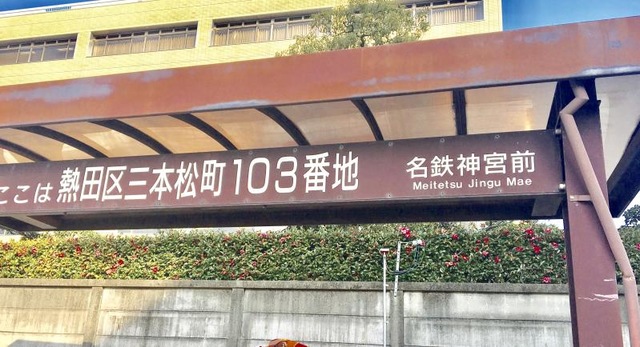 ここは 熱田区三本松町103番地
名鉄神宮前
Meitetsu Jingu Mae